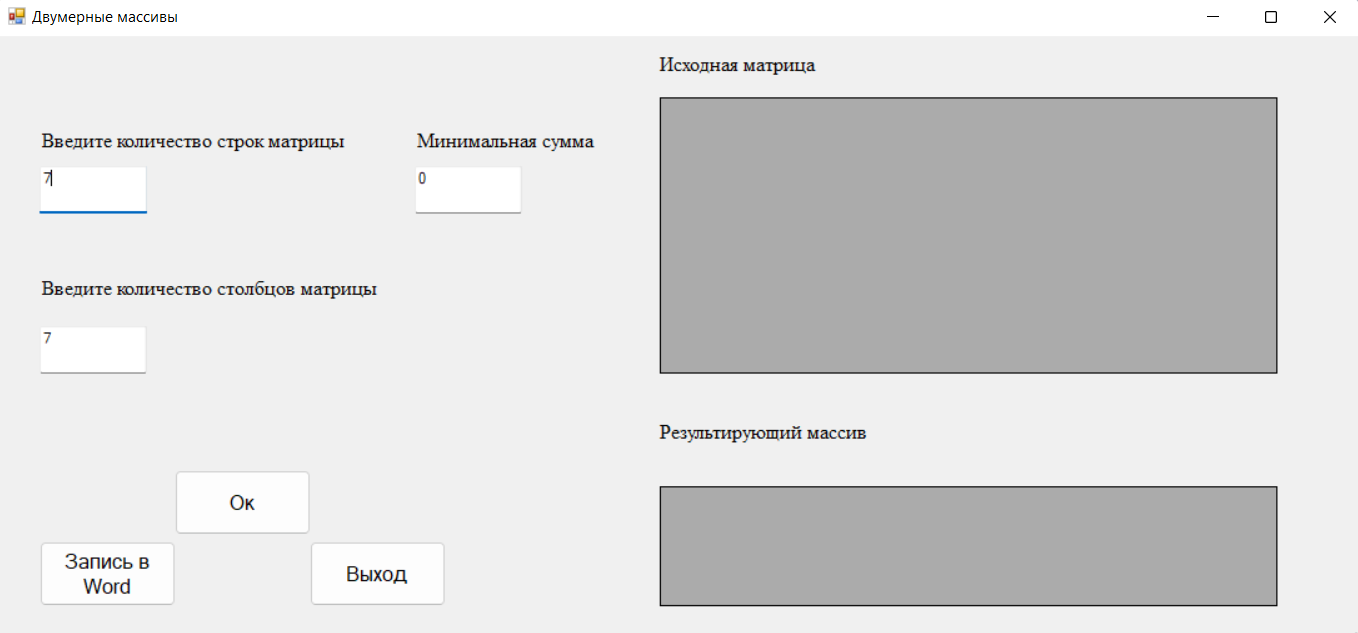 Двумерные массивы
Исходная матрица
Введите количество строк матрицы
Минимальная сумма
7
0
Введите количество столбцов матрицы
7
Результирующий массив
Ок
Запись в
Word
Выход